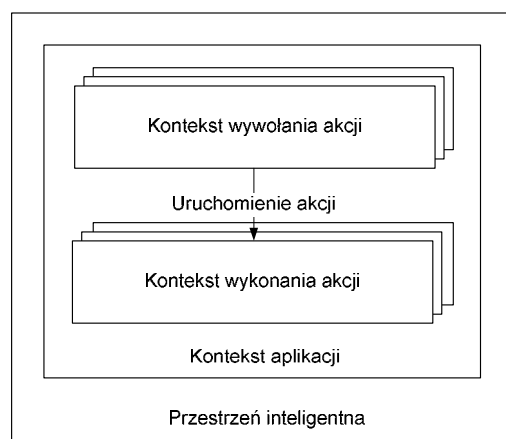 Kontekst wywołania akcji
Uruchomienie akcji
Kontekst wykonania akcji
Kontekst aplikacji
Przestrzeń inteligentna